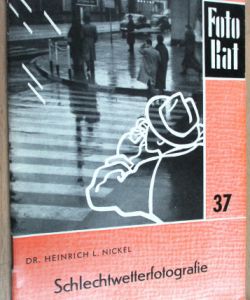 Foto
Rat
37
DR. HEINRICH L. NICKEL
Schlechtwetterfotografie